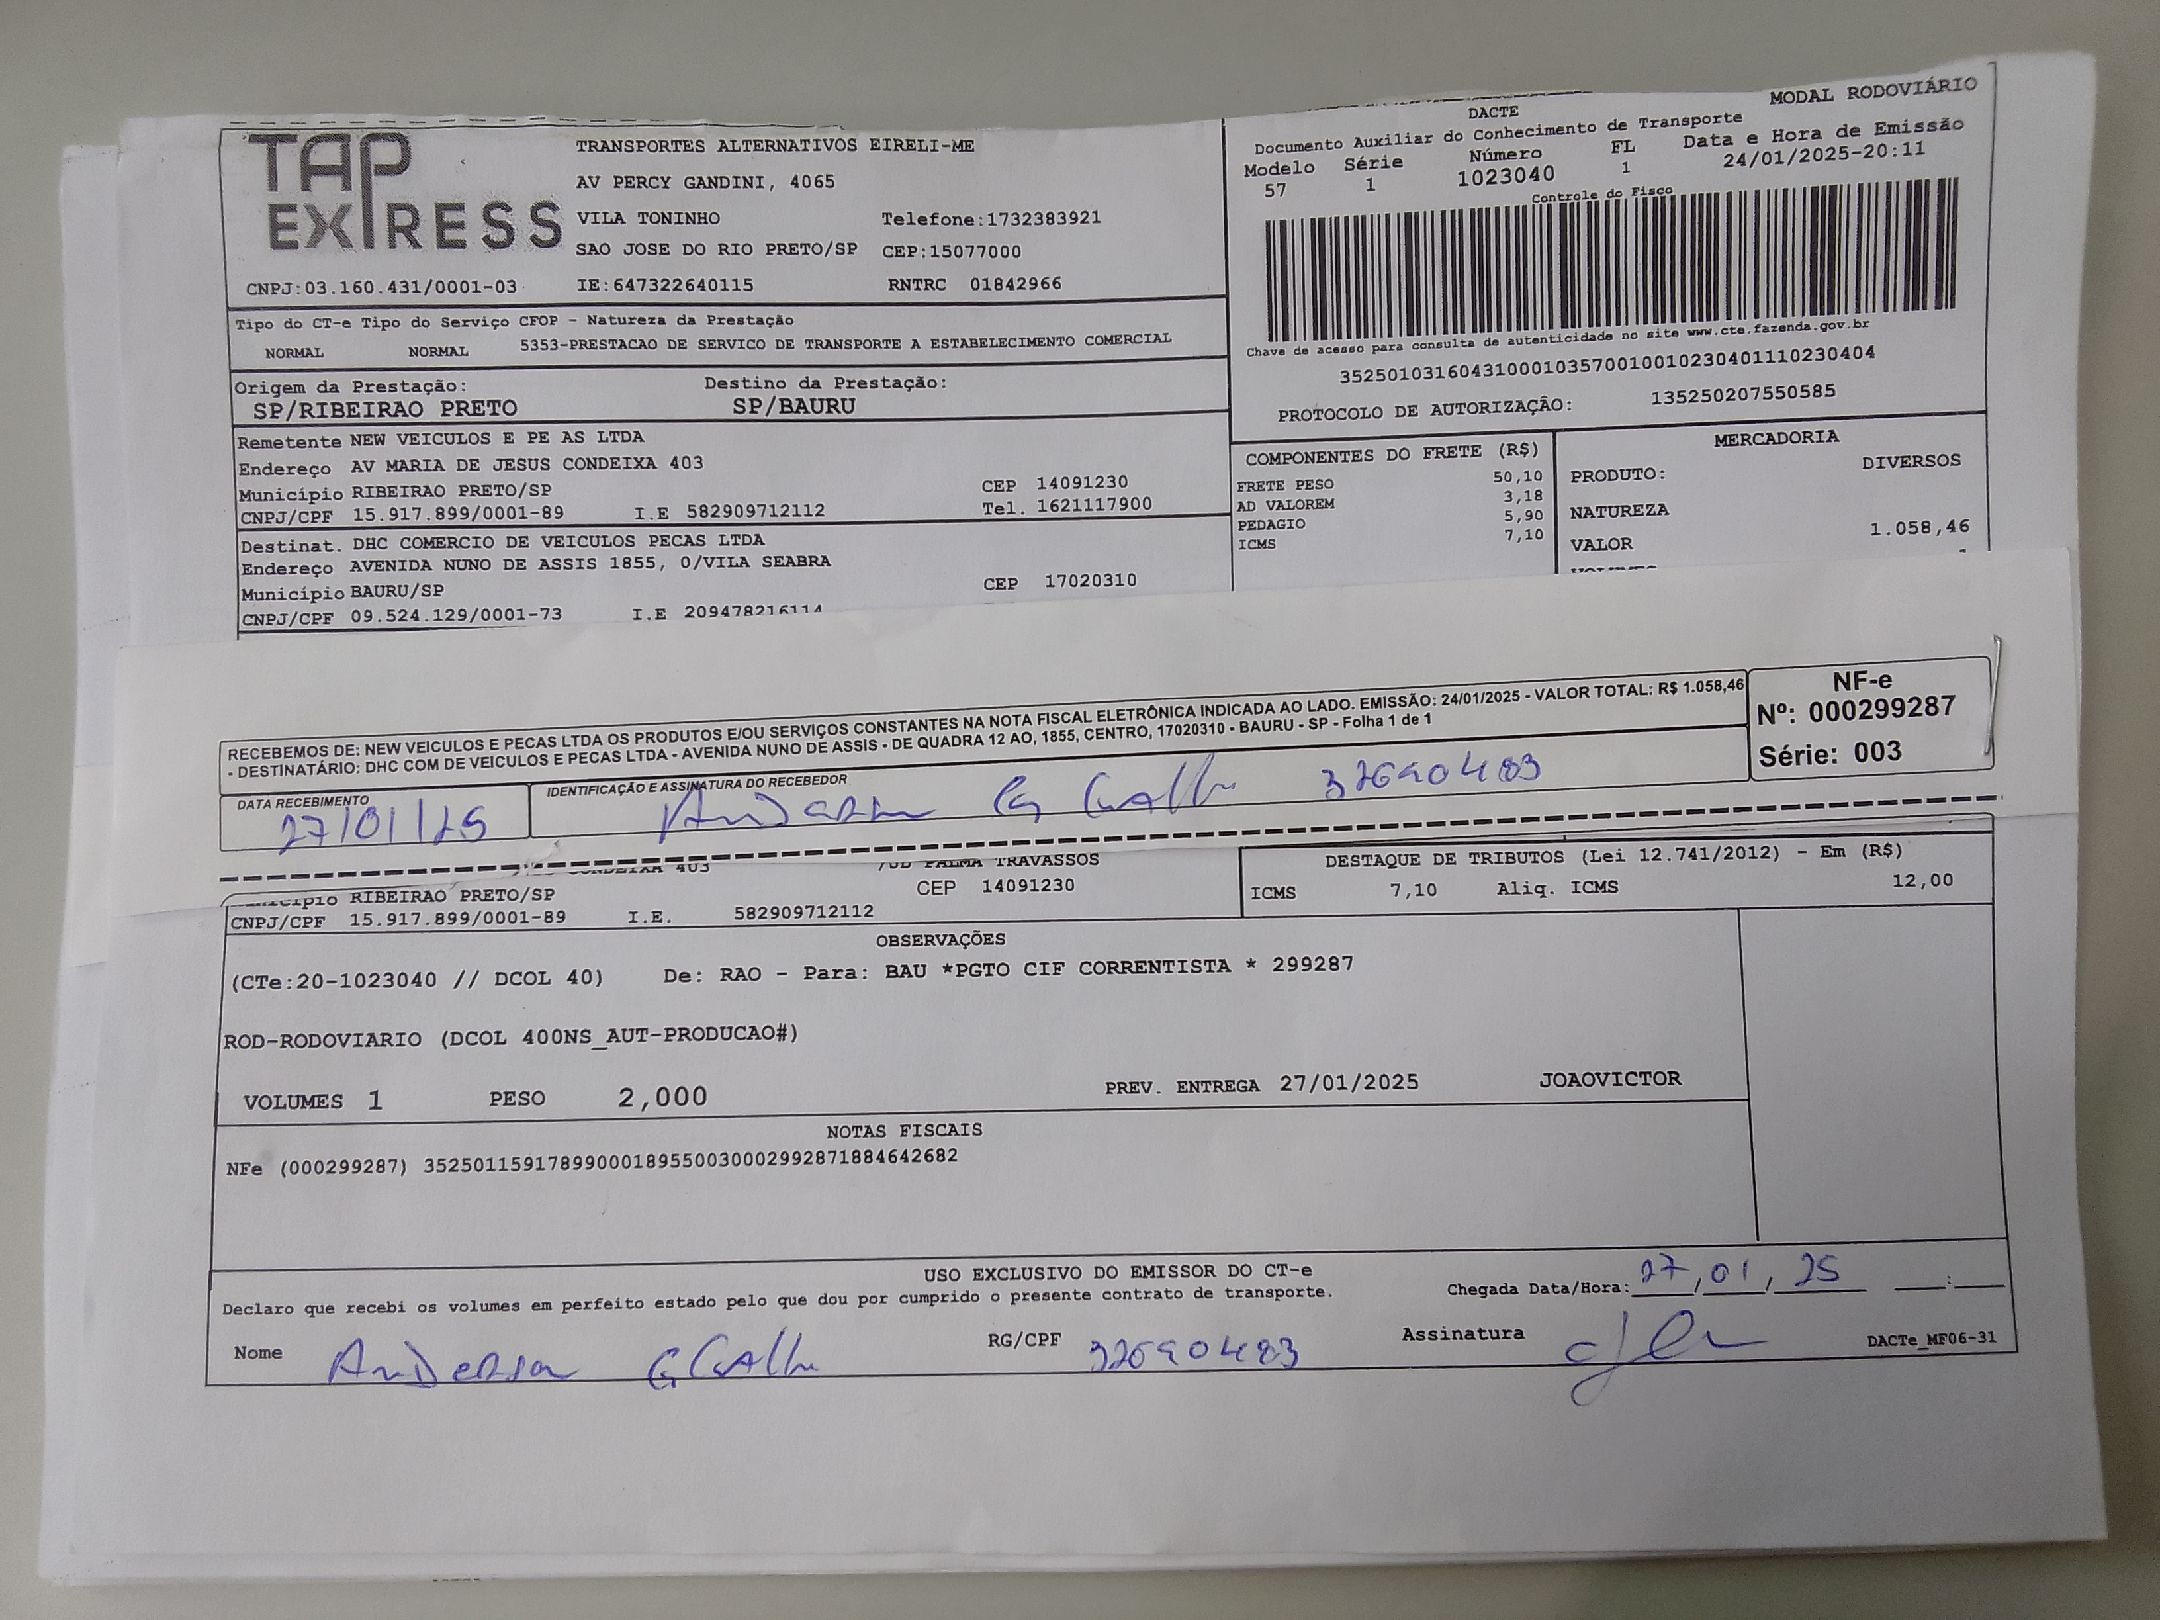 TAP
EXPRESS
TRANSPORTES ALTERNATIVOS EIRELI-ME
AV PERCY GANDINI, 4065
VILA TONINHO Telefone:1732383921
SAO JOSE DO RIO PRETO/SP CEP:15077000
CNPJ:03.160.431/0001-03 IE:647322640115 RNTRC 01842966
MODAL RODOVIÁRIO
DACTE
Documento Auxiliar do Conhecimento de Transporte
Modelo Série Número FL Data e Hora de Emissão
57 1 1023040 1 24/01/2025-20:11
Controle do Fisco
Chave de acesso para consulta de autenticidade no site www.cte.fazenda.gov.br
35250103160431000103570010010230401110230404
PROTOCOLO DE AUTORIZAÇÃO: 135250207550585
Tipo do CT-e Tipo do Serviço CFOP - Natureza da Prestação
NORMAL NORMAL 5353-PRESTACAO DE SERVICO DE TRANSPORTE A ESTABELECIMENTO COMERCIAL
Origem da Prestação: Destino da Prestação:
SP/RIBEIRAO PRETO SP/BAURU
Remetente NEW VEICULOS E PE AS LTDA
Endereço AV MARIA DE JESUS CONDEIXA 403
Município RIBEIRAO PRETO/SP CEP 14091230
CNPJ/CPF 15.917.899/0001-89 I.E 582909712112 Tel. 1621117900
Destinat. DHC COMERCIO DE VEICULOS PECAS LTDA
Endereço AVENIDA NUNO DE ASSIS 1855, 0/VILA SEABRA
Município BAURU/SP CEP 17020310
CNPJ/CPF 09.524.129/0001-73 I.E 209478216114
COMPONENTES DO FRETE (R$)
FRETE PESO 50,10
AD VALOREM 3,18
PEDAGIO 5,90
ICMS 7,10
MERCADORIA
PRODUTO: DIVERSOS
NATUREZA
VALOR 1.058,46
RECEBEMOS DE: NEW VEICULOS E PECAS LTDA OS PRODUTOS E/OU SERVIÇOS CONSTANTES NA NOTA FISCAL ELETRÔNICA INDICADA AO LADO. EMISSÃO: 24/01/2025 - VALOR TOTAL: R$ 1.058,46
- DESTINATÁRIO: DHC COM DE VEICULOS E PECAS LTDA - AVENIDA NUNO DE ASSIS - DE QUADRA 12 AO, 1855, CENTRO, 17020310 - BAURU - SP - Folha 1 de 1
NF-e
Nº: 000299287
Série: 003
DATA RECEBIMENTO IDENTIFICAÇÃO E ASSINATURA DO RECEBEDOR
27/01/25 Anderson G 32690483
CONDEIXA 403 PALMA TRAVASSOS
RIBEIRAO PRETO/SP CEP 14091230
CNPJ/CPF 15.917.899/0001-89 I.E. 582909712112
DESTAQUE DE TRIBUTOS (Lei 12.741/2012) - Em (R$)
ICMS 7,10 Aliq. ICMS 12,00
OBSERVAÇÕES
(CTe:20-1023040 // DCOL 40) De: RAO - Para: BAU *PGTO CIF CORRENTISTA * 299287
ROD-RODOVIARIO (DCOL 400NS_AUT-PRODUCAO#)
VOLUMES 1 PESO 2,000 PREV. ENTREGA 27/01/2025 JOAOVICTOR
NOTAS FISCAIS
NFe (000299287) 35250115917899000189550030002992871884642682
USO EXCLUSIVO DO EMISSOR DO CT-e
Declaro que recebi os volumes em perfeito estado pelo que dou por cumprido o presente contrato de transporte. Chegada Data/Hora: 27/01/25
Nome Anderson G RG/CPF 32690483 Assinatura DACTe_MF06-31